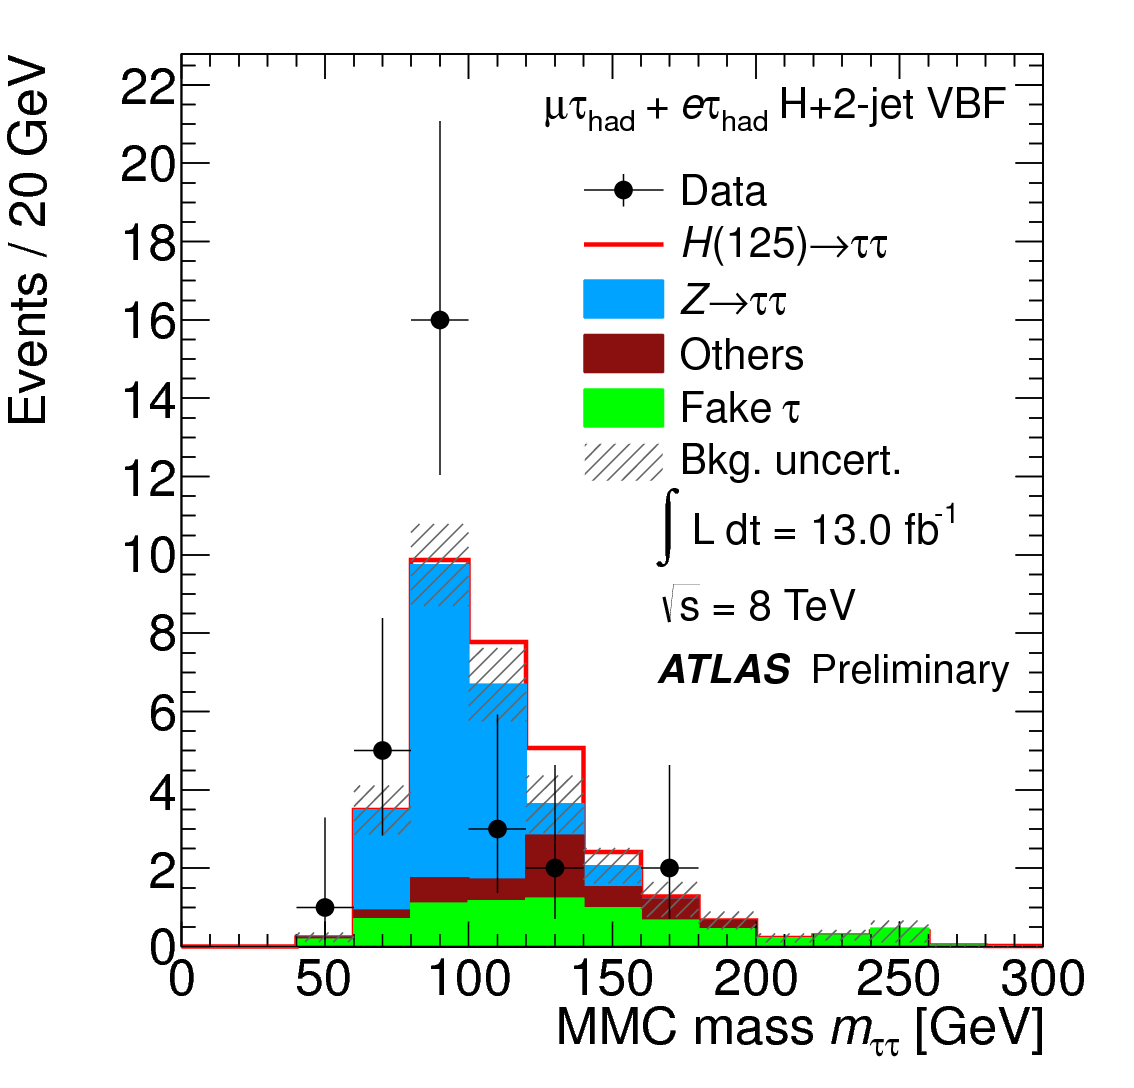 Events / 20 GeV
22
20
18
16
14
12
10
8
6
4
2
0
μτhad + eτhad H+2-jet VBF
Data
H(125)→ττ
Z→ττ
Others
Fake τ
Bkg. uncert.
∫ L dt = 13.0 fb-1
√s = 8 TeV
ATLAS Preliminary
0 50 100 150 200 250 300
MMC mass mττ [GeV]